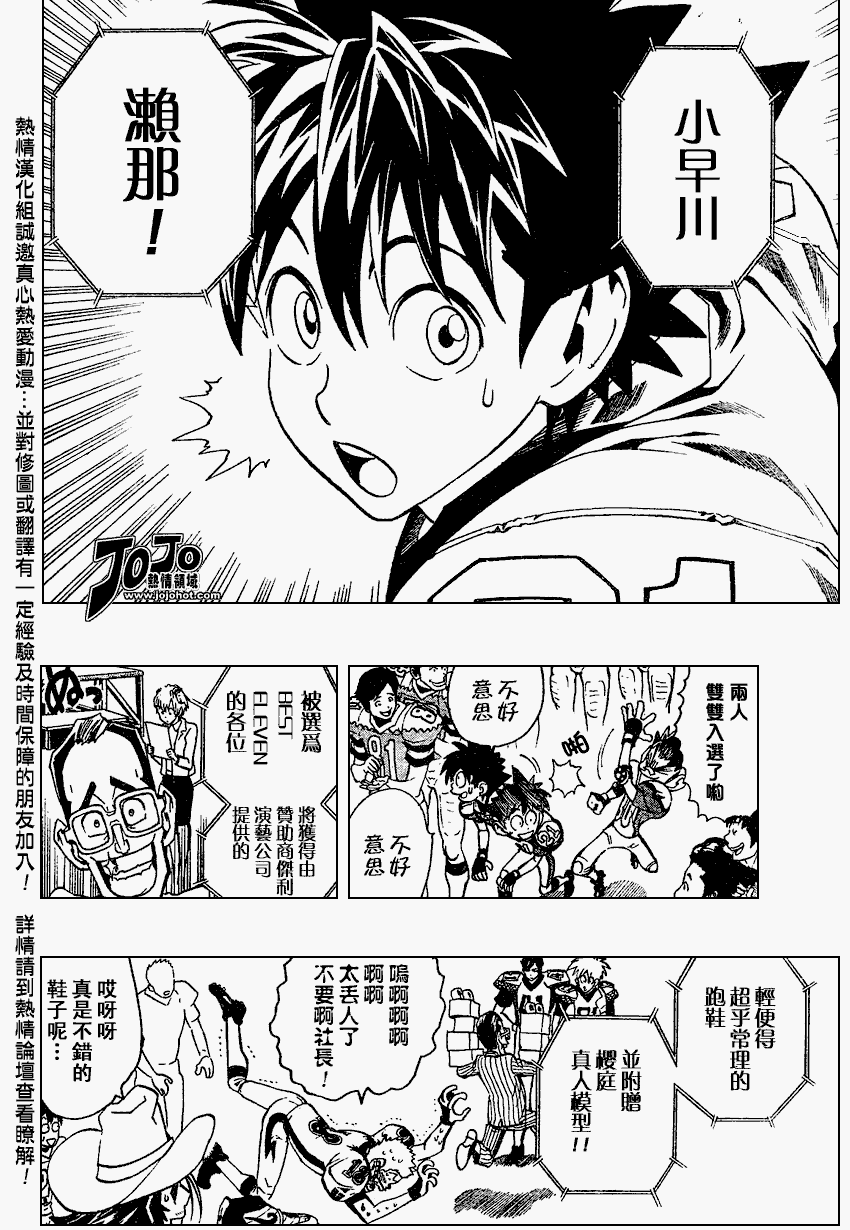 小早川
瀨那！
JOJO
熱情領域
www.jojohot.com
兩人
雙雙入選了喲
啪
不好
意思
不好
意思
被選爲
BEST
ELEVEN
的各位
將獲得由
贊助商傑利
演藝公司
提供的
輕便得
超乎常理的
跑鞋
並附贈
櫻庭
真人模型！！
嗚啊啊啊
啊啊
太丟人了
不要啊社長！
哎呀呀
真是不錯的
鞋子呢…
熱情漢化組誠邀真心熱愛動漫…並對修圖或翻譯有一定經驗及時間保障的朋友加入！ 詳情請到熱情論壇查看瞭解！